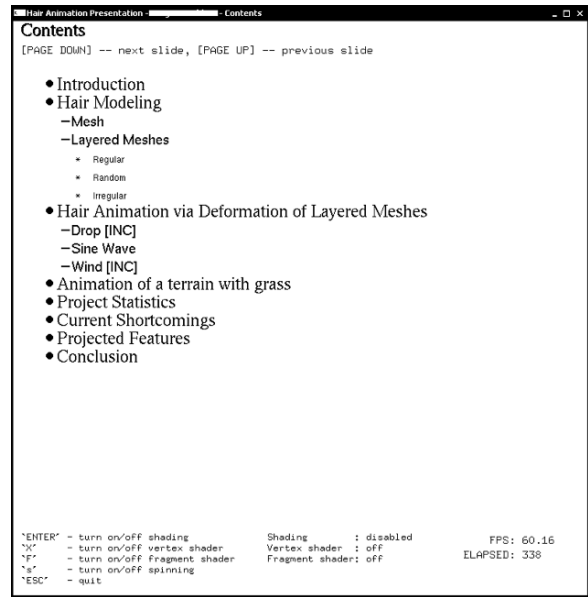 Hair Animation Presentation - - Contents
Contents
[PAGE DOWN] -- next slide, [PAGE UP] -- previous slide
● Introduction
● Hair Modeling
—Mesh
—Layered Meshes
* Regular
* Random
* Irregular
● Hair Animation via Deformation of Layered Meshes
—Drop [INC]
—Sine Wave
—Wind [INC]
● Animation of a terrain with grass
● Project Statistics
● Current Shortcomings
● Projected Features
● Conclusion
`ENTER' - turn on/off shading Shading : disabled FPS: 60.16
`X' - turn on/off vertex shader Vertex shader : off
`F' - turn on/off fragment shader Fragment shader: off ELAPSED: 338
`s' - turn on/off spinning
`ESC' - quit